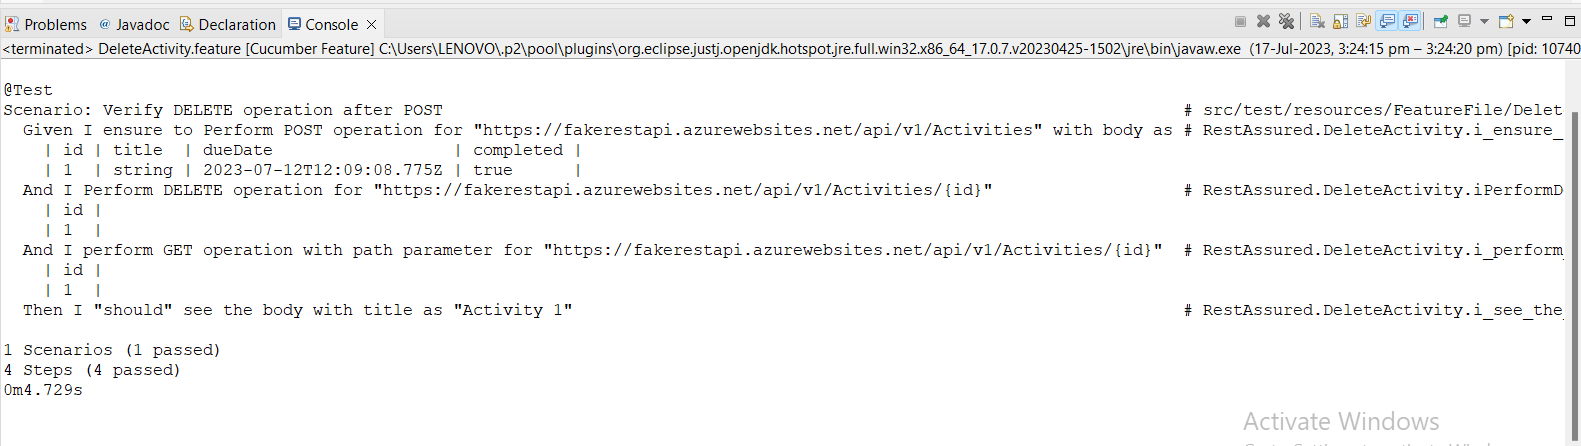 Problems @ Javadoc Declaration Console
<terminated> DeleteActivity.feature [Cucumber Feature] C:\Users\LENOVO\.p2\pool\plugins\org.eclipse.justj.openjdk.hotspot.jre.full.win32.x86_64_17.0.7.v20230425-1502\jre\bin\javaw.exe (17-Jul-2023, 3:24:15 pm – 3:24:20 pm) [pid: 10740
@Test
Scenario: Verify DELETE operation after POST # src/test/resources/FeatureFile/Delet
Given I ensure to Perform POST operation for "https://fakerestapi.azurewebsites.net/api/v1/Activities" with body as # RestAssured.DeleteActivity.i_ensure_
| id | title | dueDate | completed |
| 1 | string | 2023-07-12T12:09:08.775Z | true |
And I Perform DELETE operation for "https://fakerestapi.azurewebsites.net/api/v1/Activities/{id}" # RestAssured.DeleteActivity.iPerformD
| id |
| 1 |
And I perform GET operation with path parameter for "https://fakerestapi.azurewebsites.net/api/v1/Activities/{id}" # RestAssured.DeleteActivity.i_perform_
| id |
| 1 |
Then I "should" see the body with title as "Activity 1" # RestAssured.DeleteActivity.i_see_the_
1 Scenarios (1 passed)
4 Steps (4 passed)
0m4.729s
Activate Windows